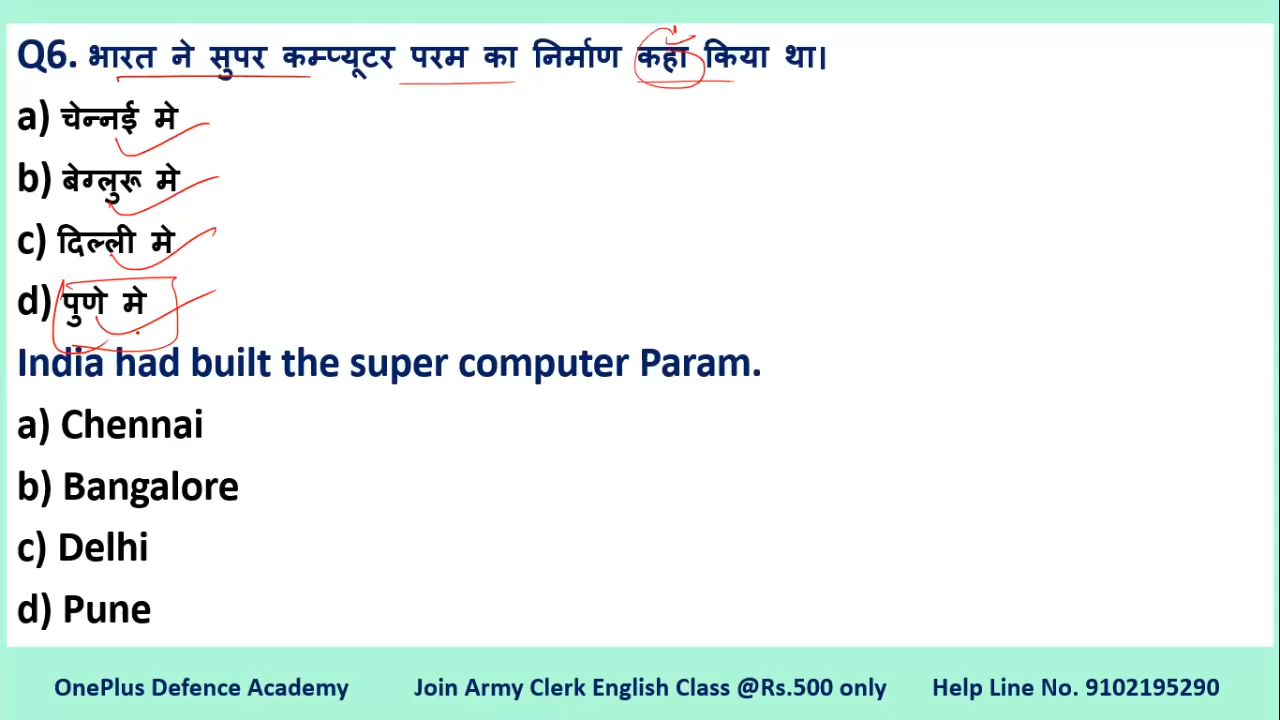 Q6. भारत ने सुपर कम्प्यूटर परम का निर्माण कहा किया था।
a) चेन्नई मे
b) बेग्लुरू मे
c) दिल्ली मे
d) पुणे मे
India had built the super computer Param.
a) Chennai
b) Bangalore
c) Delhi
d) Pune
OnePlus Defence Academy Join Army Clerk English Class @Rs.500 only Help Line No. 9102195290